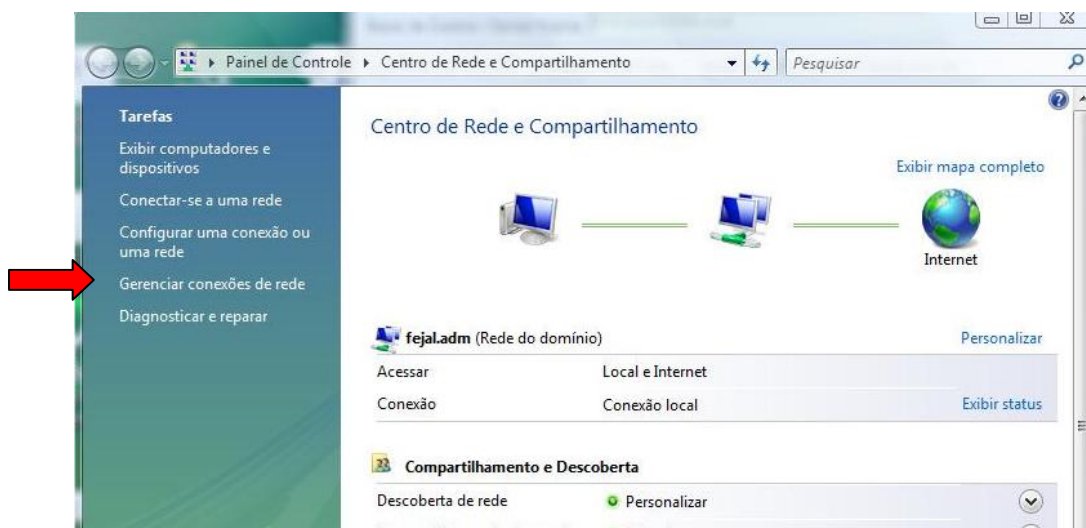 Painel de Controle
Centro de Rede e Compartilhamento
Pesquisar
Tarefas
Exibir computadores e
dispositivos
Conectar-se a uma rede
Configurar uma conexão ou
uma rede
Gerenciar conexões de rede
Diagnosticar e reparar
Centro de Rede e Compartilhamento
Exibir mapa completo
Internet
fejal.adm (Rede do domínio)
Personalizar
Acessar
Local e Internet
Conexão
Conexão local
Exibir status
Compartilhamento e Descoberta
Descoberta de rede
Personalizar